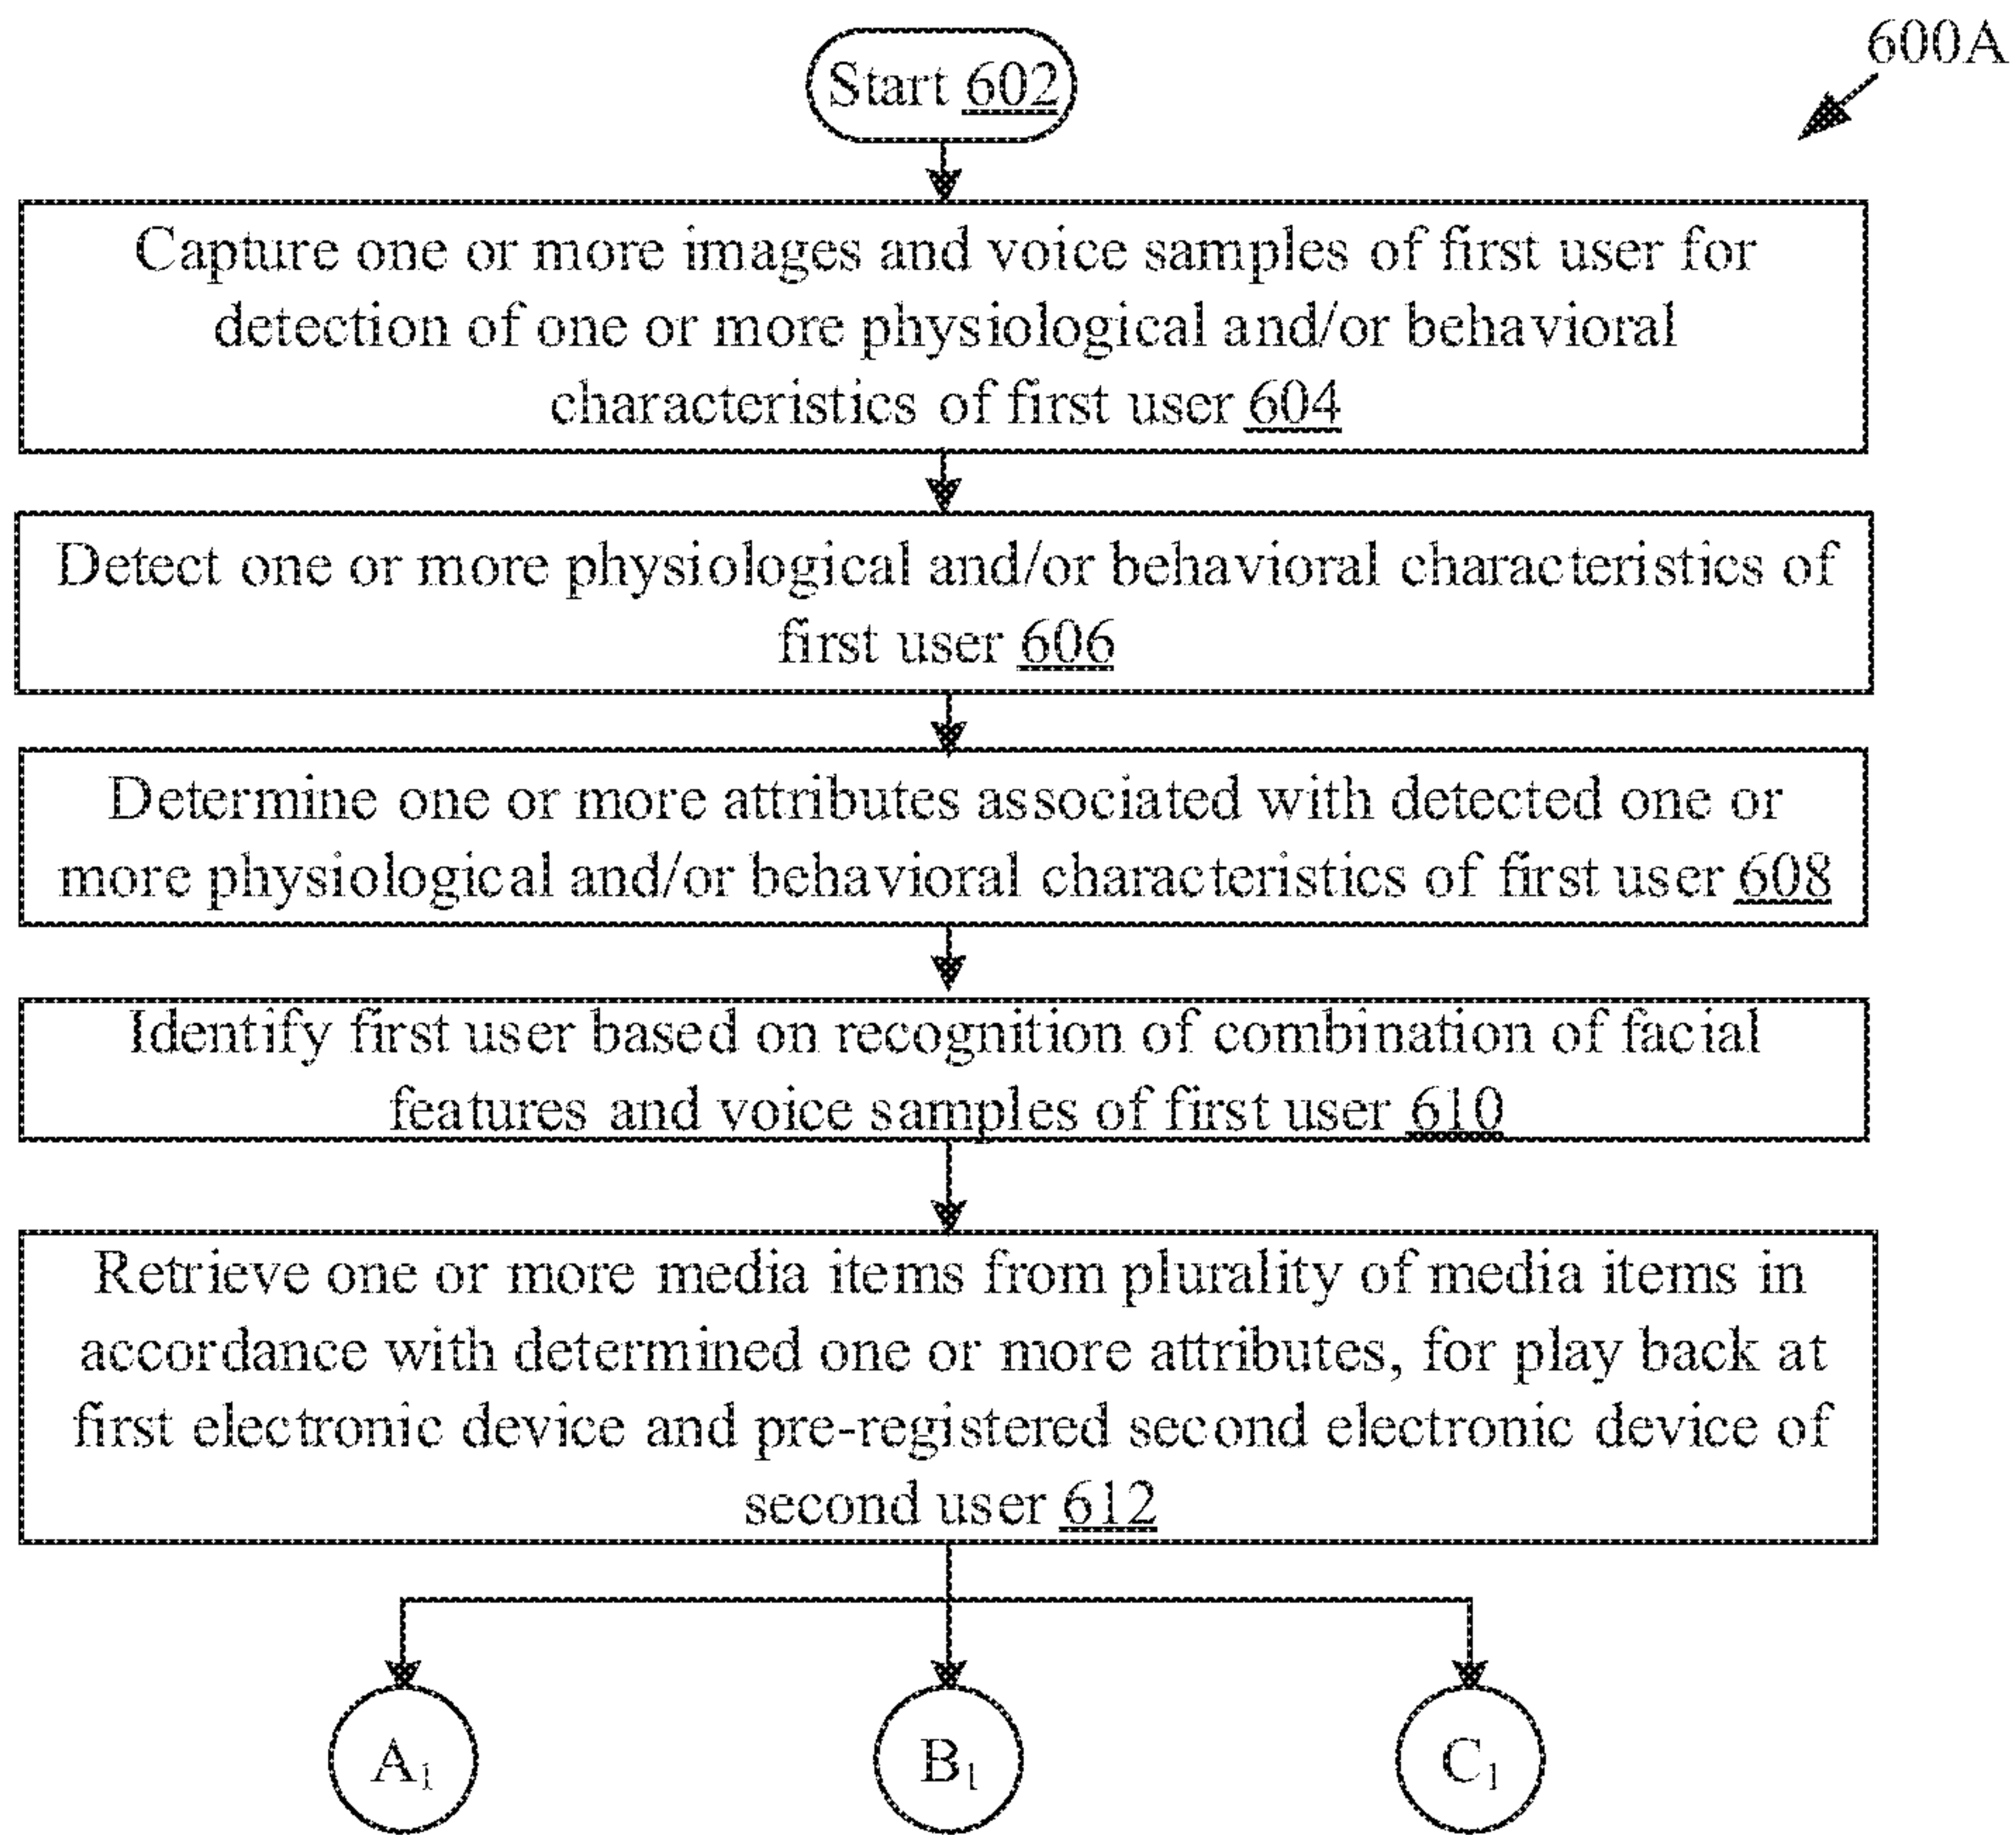 600A
Start 602
Capture one or more images and voice samples of first user for
detection of one or more physiological and/or behavioral
characteristics of first user 604
Detect one or more physiological and/or behavioral characteristics of
first user 606
Determine one or more attributes associated with detected one or
more physiological and/or behavioral characteristics of first user 608
Identify first user based on recognition of combination of facial
features and voice samples of first user 610
Retrieve one or more media items from plurality of media items in
accordance with determined one or more attributes, for play back at
first electronic device and pre-registered second electronic device of
second user 612
A₁
B₁
C₁